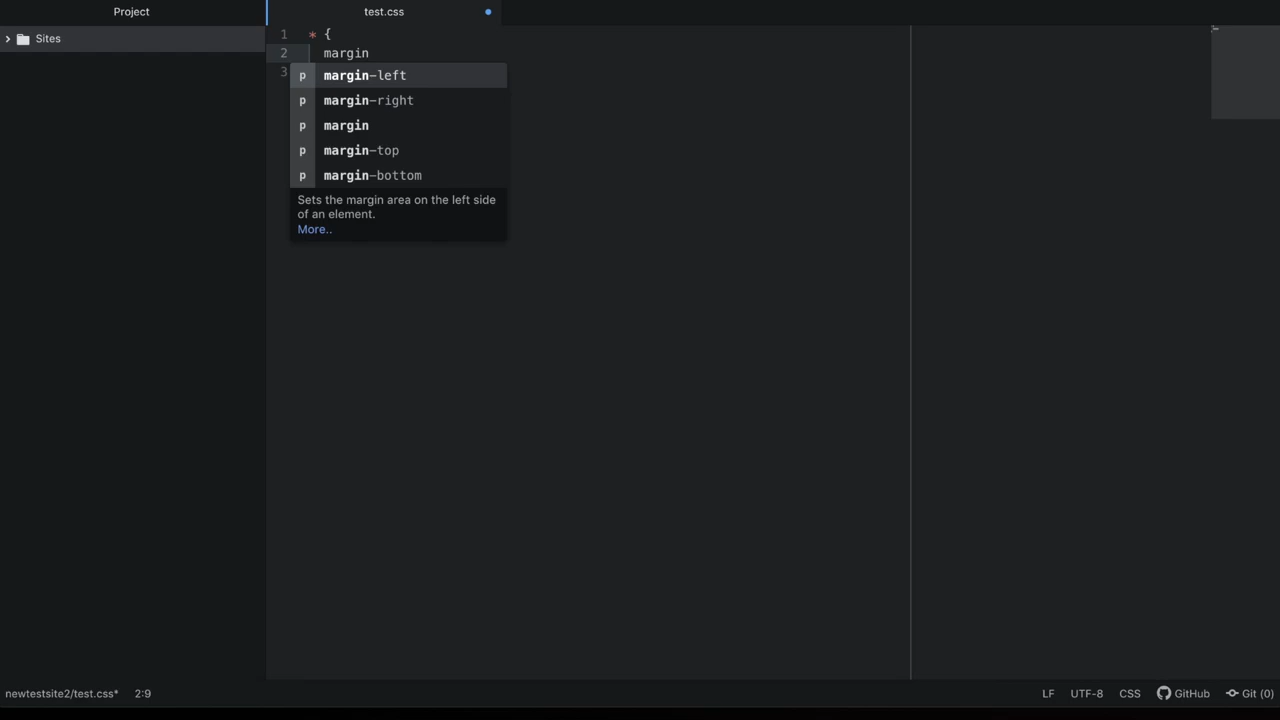 Project
test.css
Sites
1 * {
2 margin
3
p margin-left
p margin-right
p margin
p margin-top
p margin-bottom
Sets the margin area on the left side
of an element.
More..
newtestsite2/test.css* 2:9
LF UTF-8 CSS GitHub Git (0)